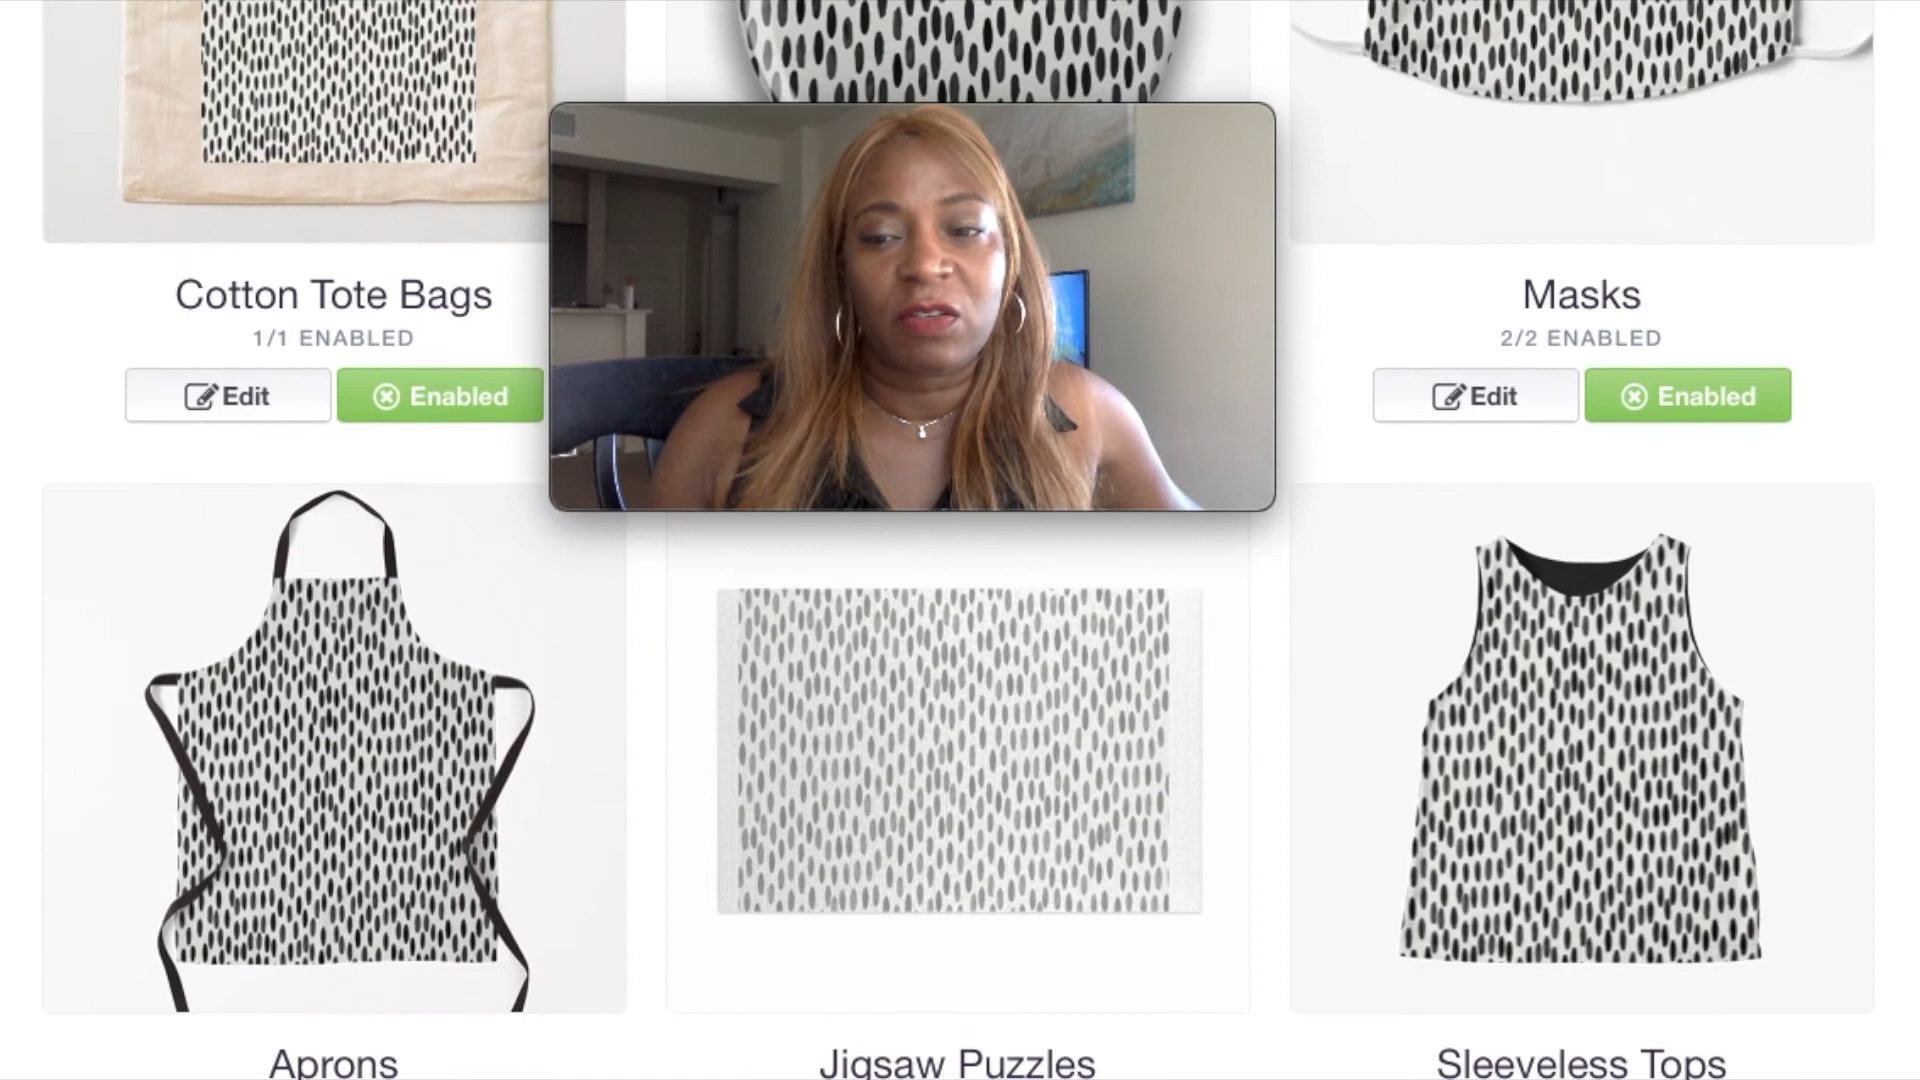 Cotton Tote Bags
1/1 ENABLED
Edit
Enabled
Masks
2/2 ENABLED
Edit
Enabled
Aprons
Jigsaw Puzzles
Sleeveless Tops